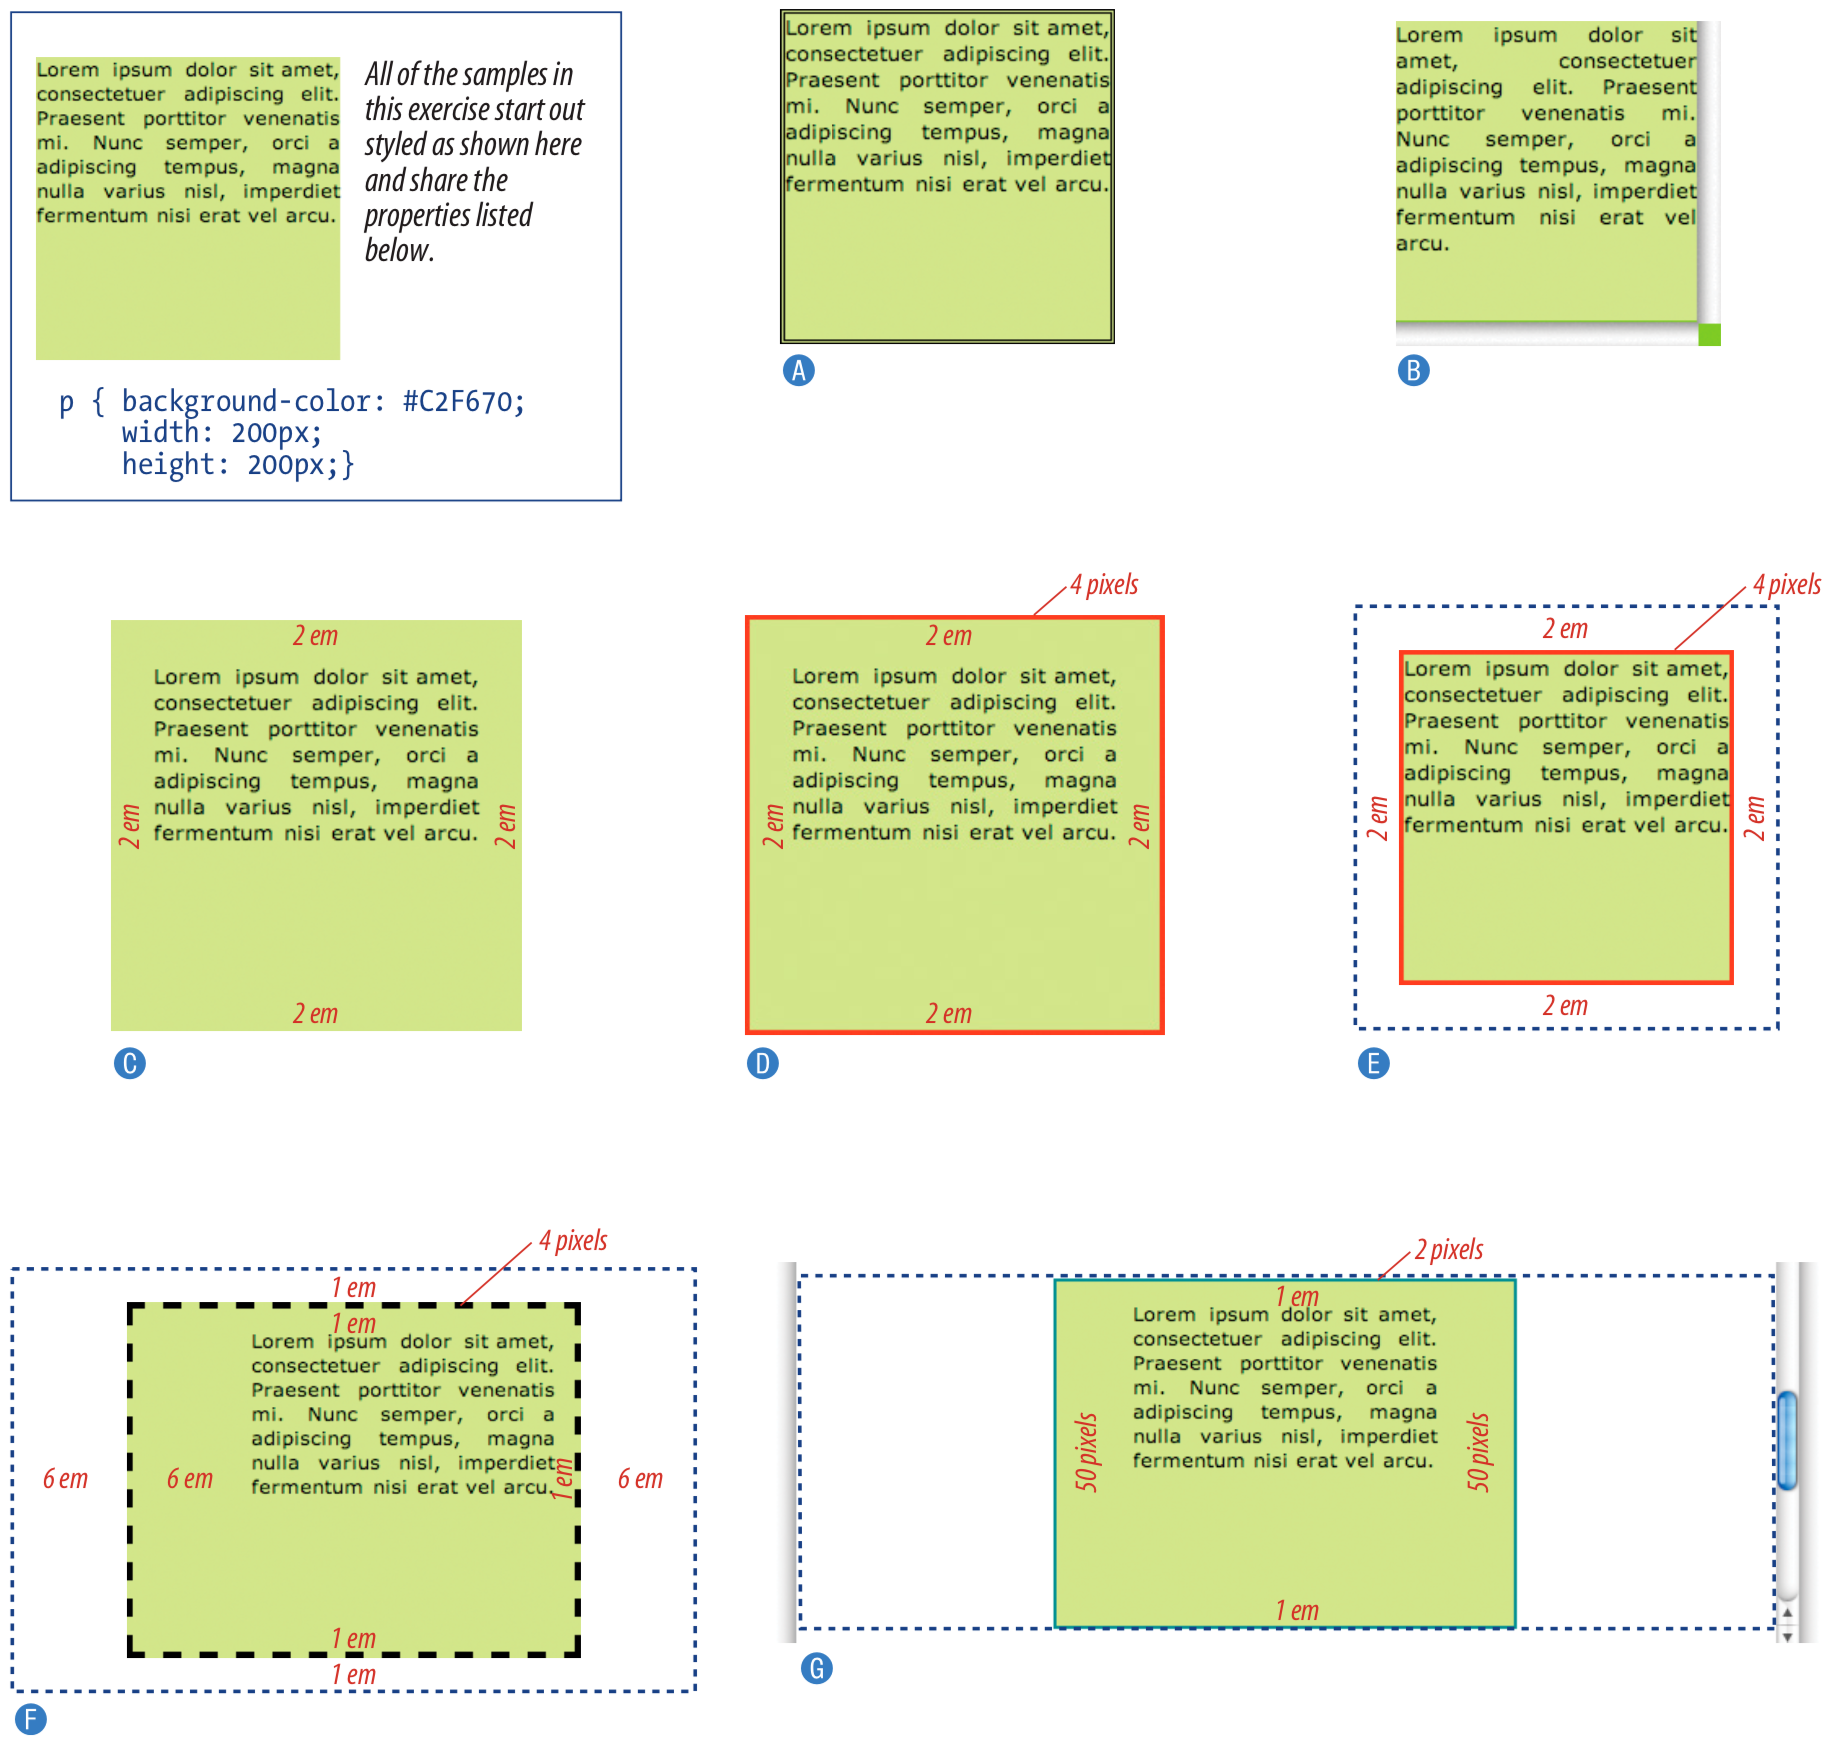 Lorem ipsum dolor sit amet,
consectetuer adipiscing elit.
Praesent porttitor venenatis
mi. Nunc semper, orci a
adipiscing tempus, magna
nulla varius nisl, imperdiet
fermentum nisi erat vel arcu.
All of the samples in
this exercise start out
styled as shown here
and share the
properties listed
below.
p { background-color: #C2F670;
width: 200px;
height: 200px;}
Lorem ipsum dolor sit amet,
consectetuer adipiscing elit.
Praesent porttitor venenatis
mi. Nunc semper, orci a
adipiscing tempus, magna
nulla varius nisl, imperdiet
fermentum nisi erat vel arcu.
A
Lorem ipsum dolor sit
amet, consectetuer
adipiscing elit. Praesent
porttitor venenatis mi.
Nunc semper, orci a
adipiscing tempus, magna
nulla varius nisl, imperdiet
fermentum nisi erat vel
arcu.
B
2 em
Lorem ipsum dolor sit amet,
consectetuer adipiscing elit.
Praesent porttitor venenatis
mi. Nunc semper, orci a
adipiscing tempus, magna
nulla varius nisl, imperdiet
fermentum nisi erat vel arcu.
2 em
2 em
2 em
C
4 pixels
2 em
Lorem ipsum dolor sit amet,
consectetuer adipiscing elit.
Praesent porttitor venenatis
mi. Nunc semper, orci a
adipiscing tempus, magna
nulla varius nisl, imperdiet
fermentum nisi erat vel arcu.
2 em
2 em
2 em
D
4 pixels
2 em
Lorem ipsum dolor sit amet,
consectetuer adipiscing elit.
Praesent porttitor venenatis
mi. Nunc semper, orci a
adipiscing tempus, magna
nulla varius nisl, imperdiet
fermentum nisi erat vel arcu.
2 em
2 em
2 em
E
4 pixels
1 em
1 em
Lorem ipsum dolor sit amet,
consectetuer adipiscing elit.
Praesent porttitor venenatis
mi. Nunc semper, orci a
adipiscing tempus, magna
nulla varius nisl, imperdiet
fermentum nisi erat vel arcu.
6 em
6 em
1 em
6 em
1 em
1 em
F
2 pixels
1 em
Lorem ipsum dolor sit amet,
consectetuer adipiscing elit.
Praesent porttitor venenatis
mi. Nunc semper, orci a
adipiscing tempus, magna
nulla varius nisl, imperdiet
fermentum nisi erat vel arcu.
50 pixels
50 pixels
1 em
G